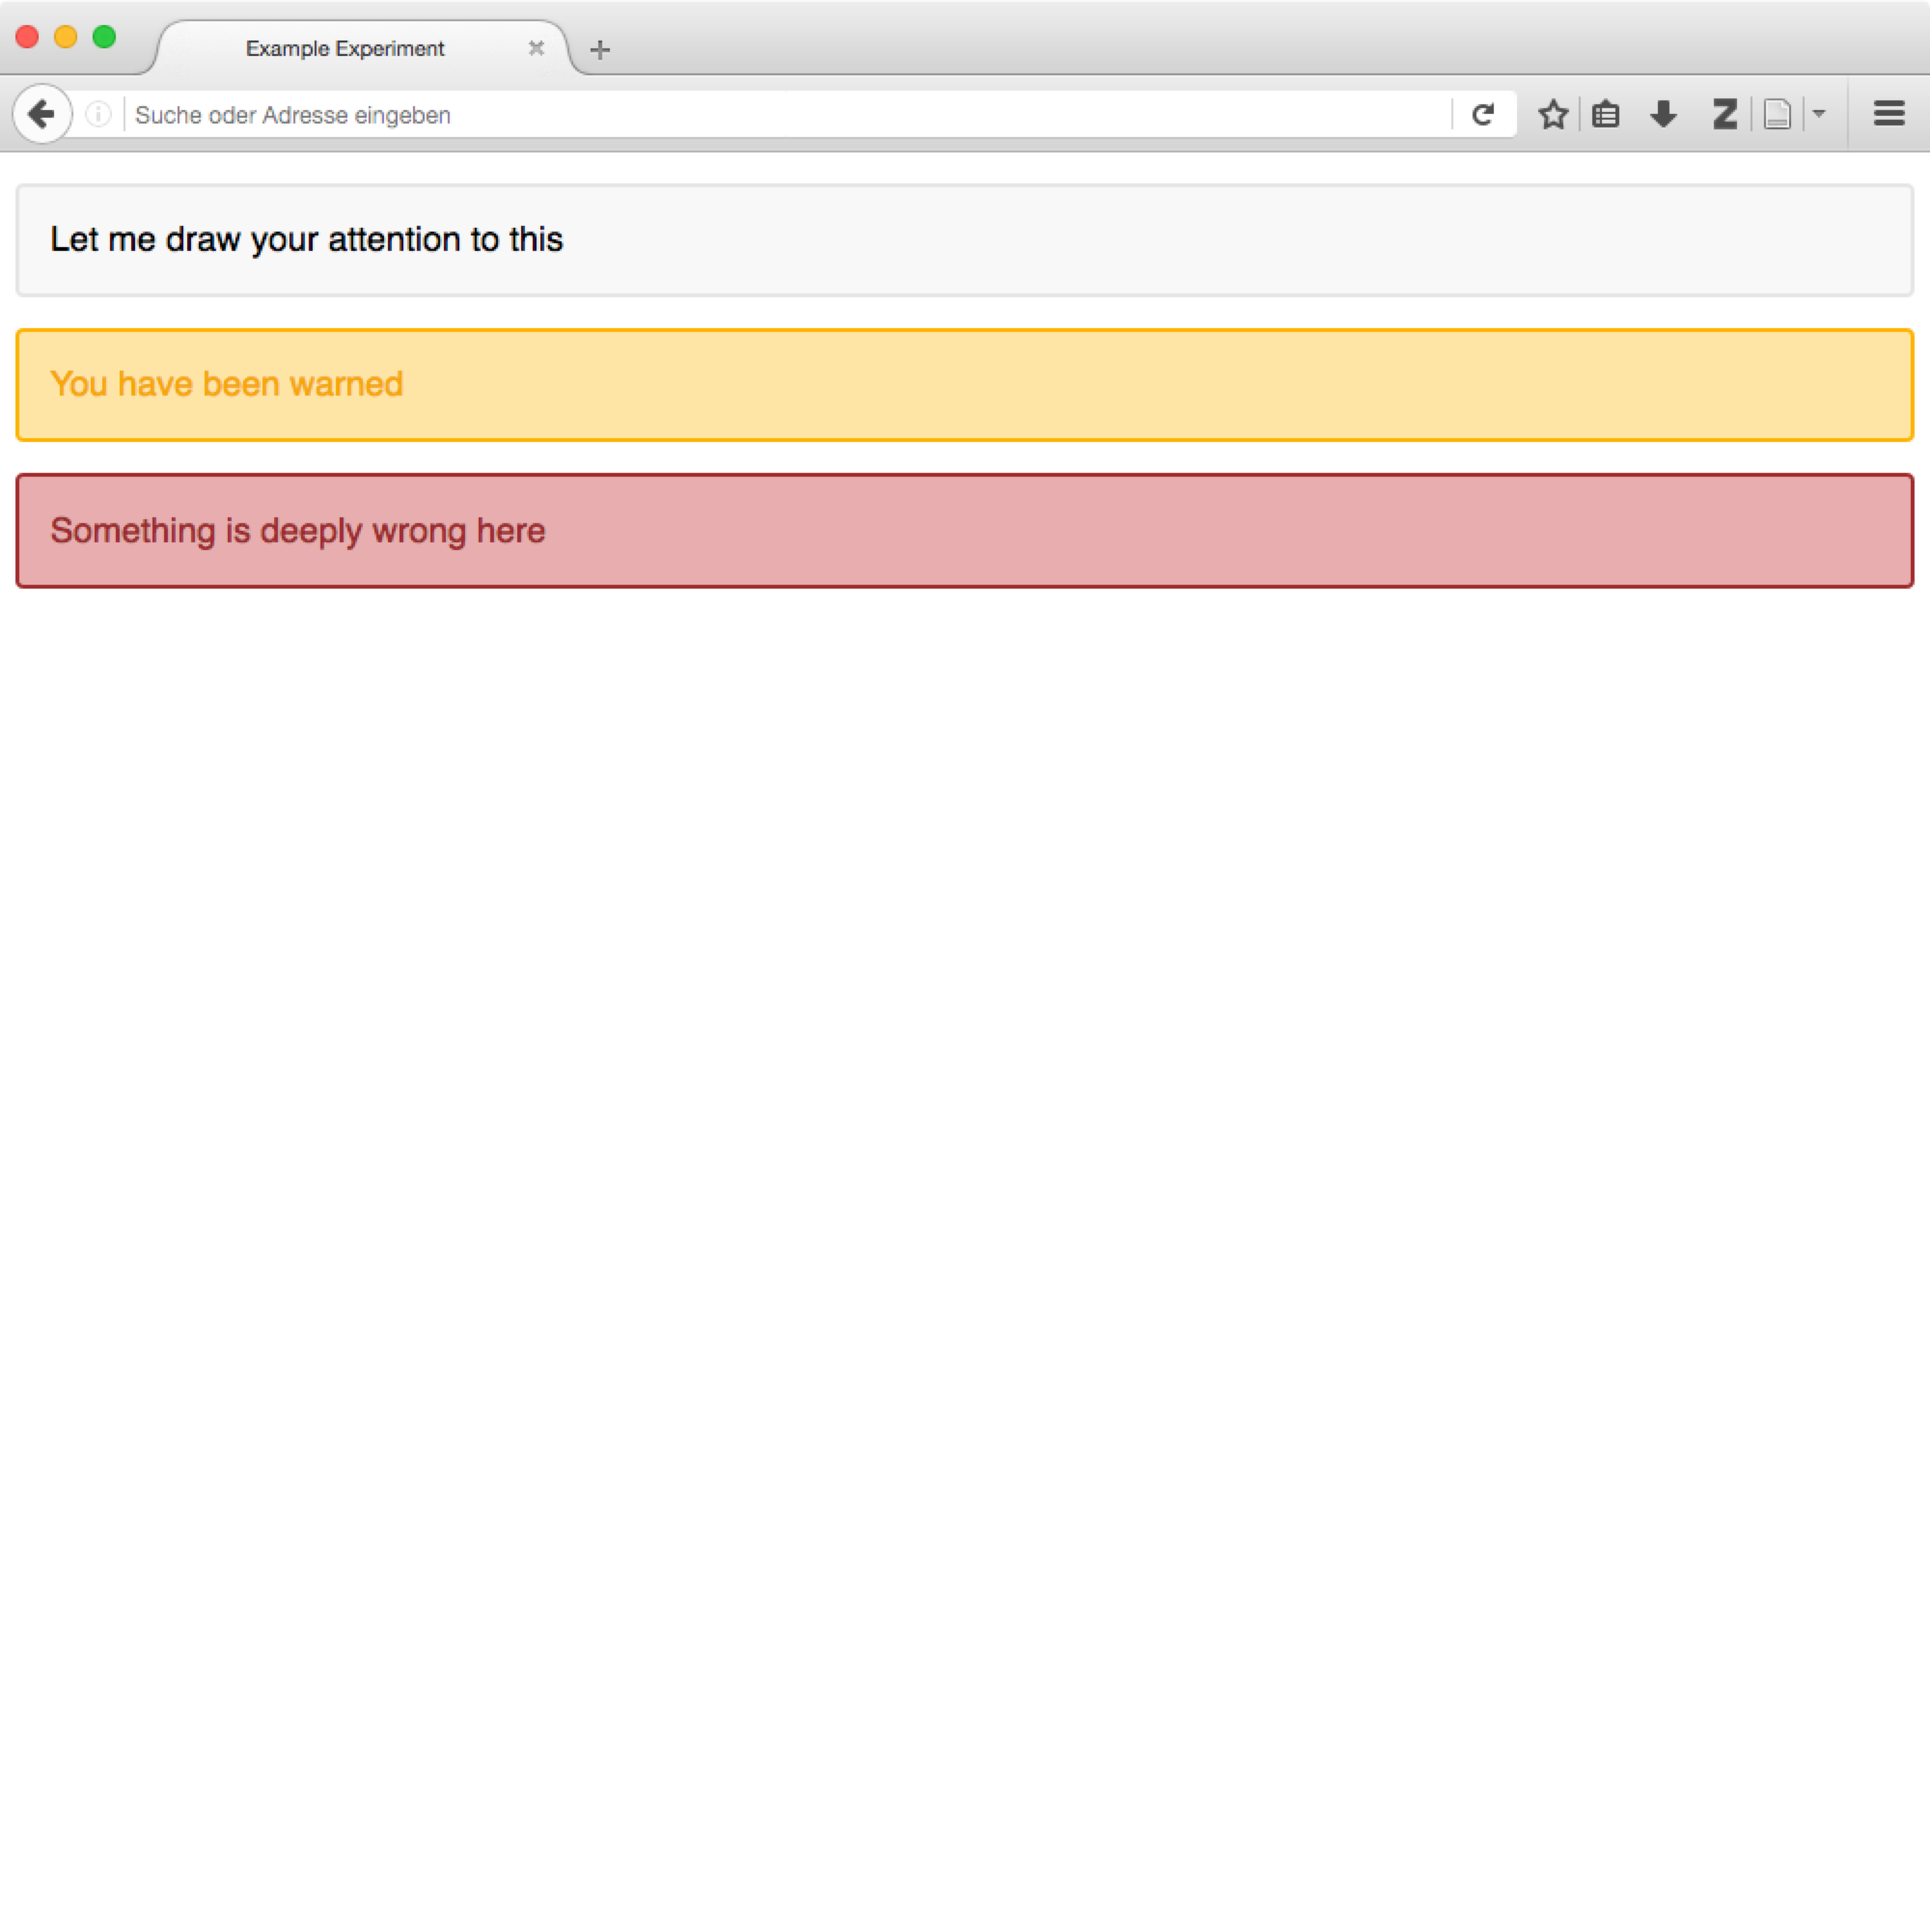 Example Experiment
Suche oder Adresse eingeben
Z
Let me draw your attention to this
You have been warned
Something is deeply wrong here